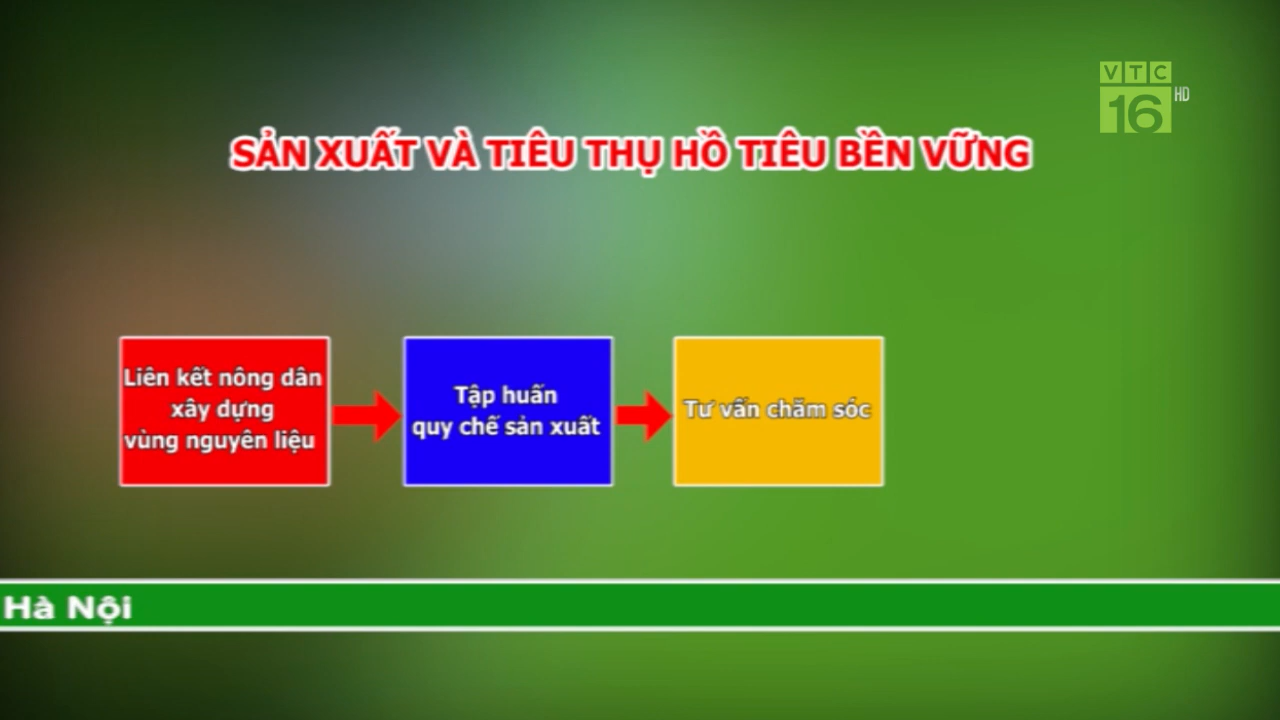 VTC
16 HD
SẢN XUẤT VÀ TIÊU THỤ HỒ TIÊU BỀN VỮNG
Liên kết nông dân
xây dựng
vùng nguyên liệu
Tập huấn
quy chế sản xuất
Tư vấn chăm sóc
Hà Nội